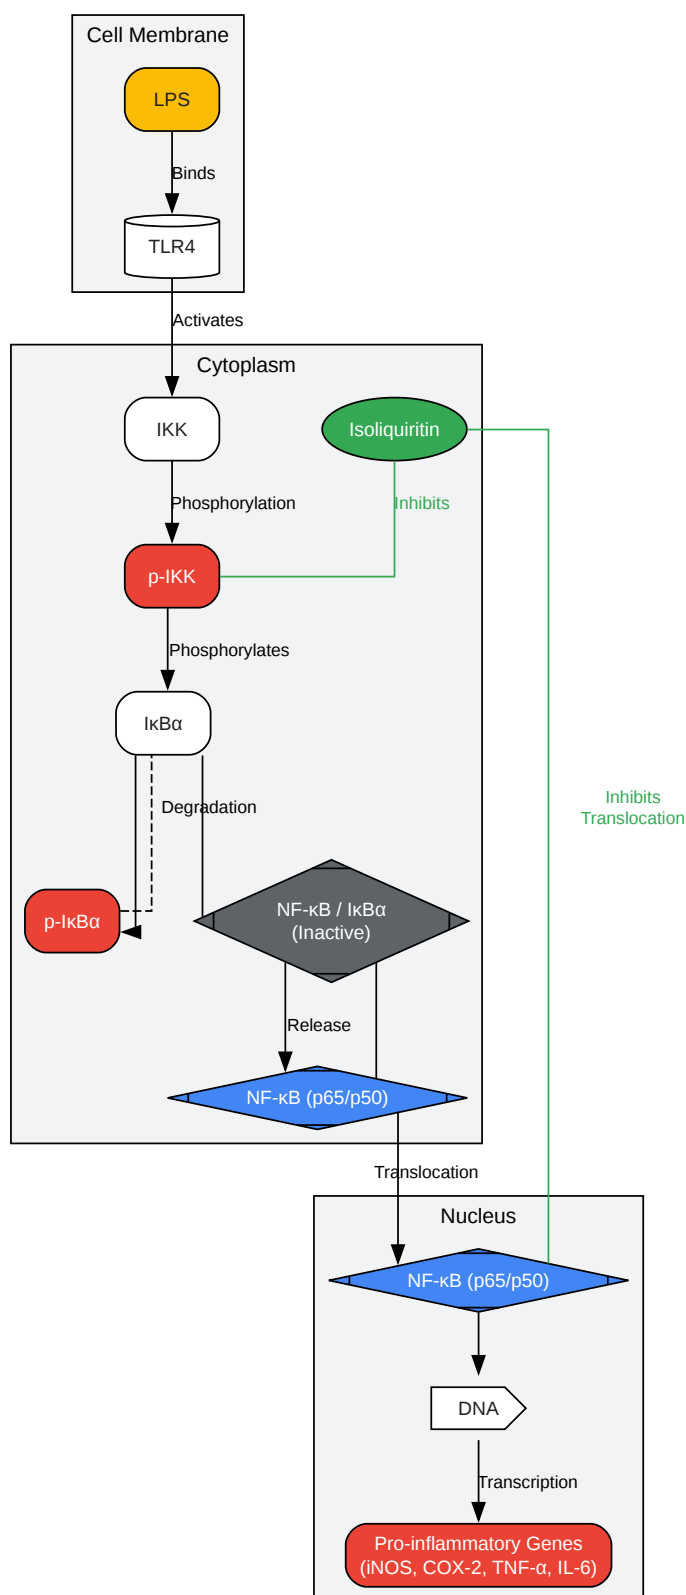 Cell Membrane
LPS
Binds
TLR4
Activates
Cytoplasm
IKK
Isoliquiritin
Phosphorylation
Inhibits
p-IKK
Phosphorylates
IκBα
Degradation
Inhibits
Translocation
p-IκBα
NF-κB / IκBα
(Inactive)
Release
NF-κB (p65/p50)
Translocation
Nucleus
NF-κB (p65/p50)
DNA
Transcription
Pro-inflammatory Genes
(iNOS, COX-2, TNF-α, IL-6)